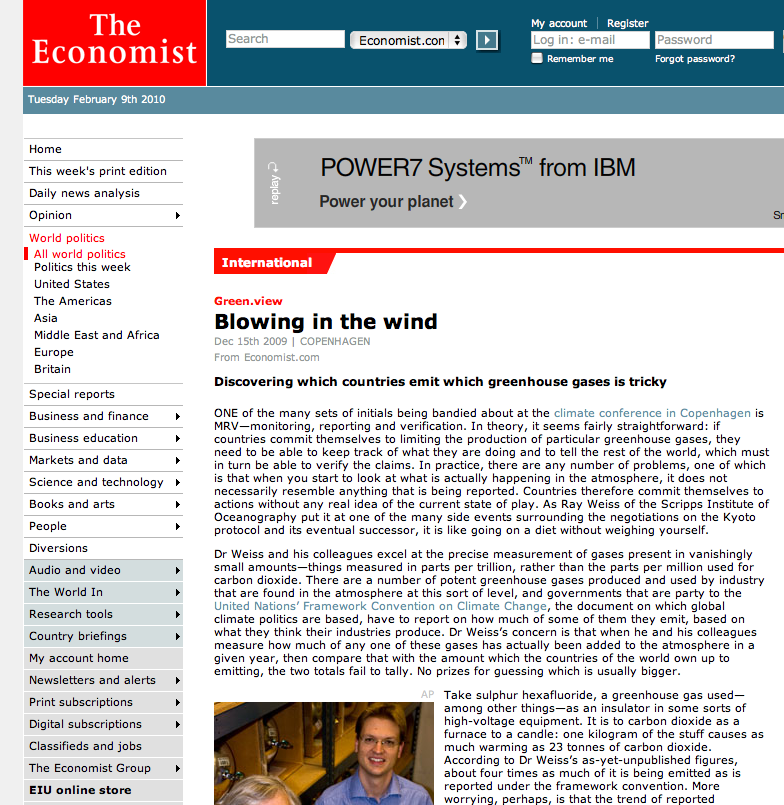 The
Economist
Search
Economist.con
My account
Register
Log in: e-mail
Password
Remember me
Forgot password?
Tuesday February 9th 2010
Home
This week's print edition
Daily news analysis
Opinion
World politics
All world politics
Politics this week
United States
The Americas
Asia
Middle East and Africa
Europe
Britain
Special reports
Business and finance
Business education
Markets and data
Science and technology
Books and arts
People
Diversions
Audio and video
The World In
Research tools
Country briefings
My account home
Newsletters and alerts
Print subscriptions
Digital subscriptions
Classifieds and jobs
The Economist Group
EIU online store
replay
POWER7 Systems™ from IBM
Power your planet
International
Green.view
Blowing in the wind
Dec 15th 2009 | COPENHAGEN
From Economist.com
Discovering which countries emit which greenhouse gases is tricky
ONE of the many sets of initials being bandied about at the climate conference in Copenhagen is
MRV—monitoring, reporting and verification. In theory, it seems fairly straightforward: if
countries commit themselves to limiting the production of particular greenhouse gases, they
need to be able to keep track of what they are doing and to tell the rest of the world, which must
in turn be able to verify the claims. In practice, there are any number of problems, one of which
is that when you start to look at what is actually happening in the atmosphere, it does not
necessarily resemble anything that is being reported. Countries therefore commit themselves to
actions without any real idea of the current state of play. As Ray Weiss of the Scripps Institute of
Oceanography put it at one of the many side events surrounding the negotiations on the Kyoto
protocol and its eventual successor, it is like going on a diet without weighing yourself.
Dr Weiss and his colleagues excel at the precise measurement of gases present in vanishingly
small amounts—things measured in parts per trillion, rather than the parts per million used for
carbon dioxide. There are a number of potent greenhouse gases produced and used by industry
that are found in the atmosphere at this sort of level, and governments that are party to the
United Nations' Framework Convention on Climate Change, the document on which global
climate politics are based, have to report on how much of some of them they emit, based on
what they think their industries produce. Dr Weiss's concern is that when he and his colleagues
measure how much of any one of these gases has actually been added to the atmosphere in a
given year, then compare that with the amount which the countries of the world own up to
emitting, the two totals fail to tally. No prizes for guessing which is usually bigger.
AP
Take sulphur hexafluoride, a greenhouse gas used—
among other things—as an insulator in some sorts of
high-voltage equipment. It is to carbon dioxide as a
furnace to a candle: one kilogram of the stuff causes as
much warming as 23 tonnes of carbon dioxide.
According to Dr Weiss's as-yet-unpublished figures,
about four times as much of it is being emitted as is
reported under the framework convention. More
worrying, perhaps, is that the trend of reported